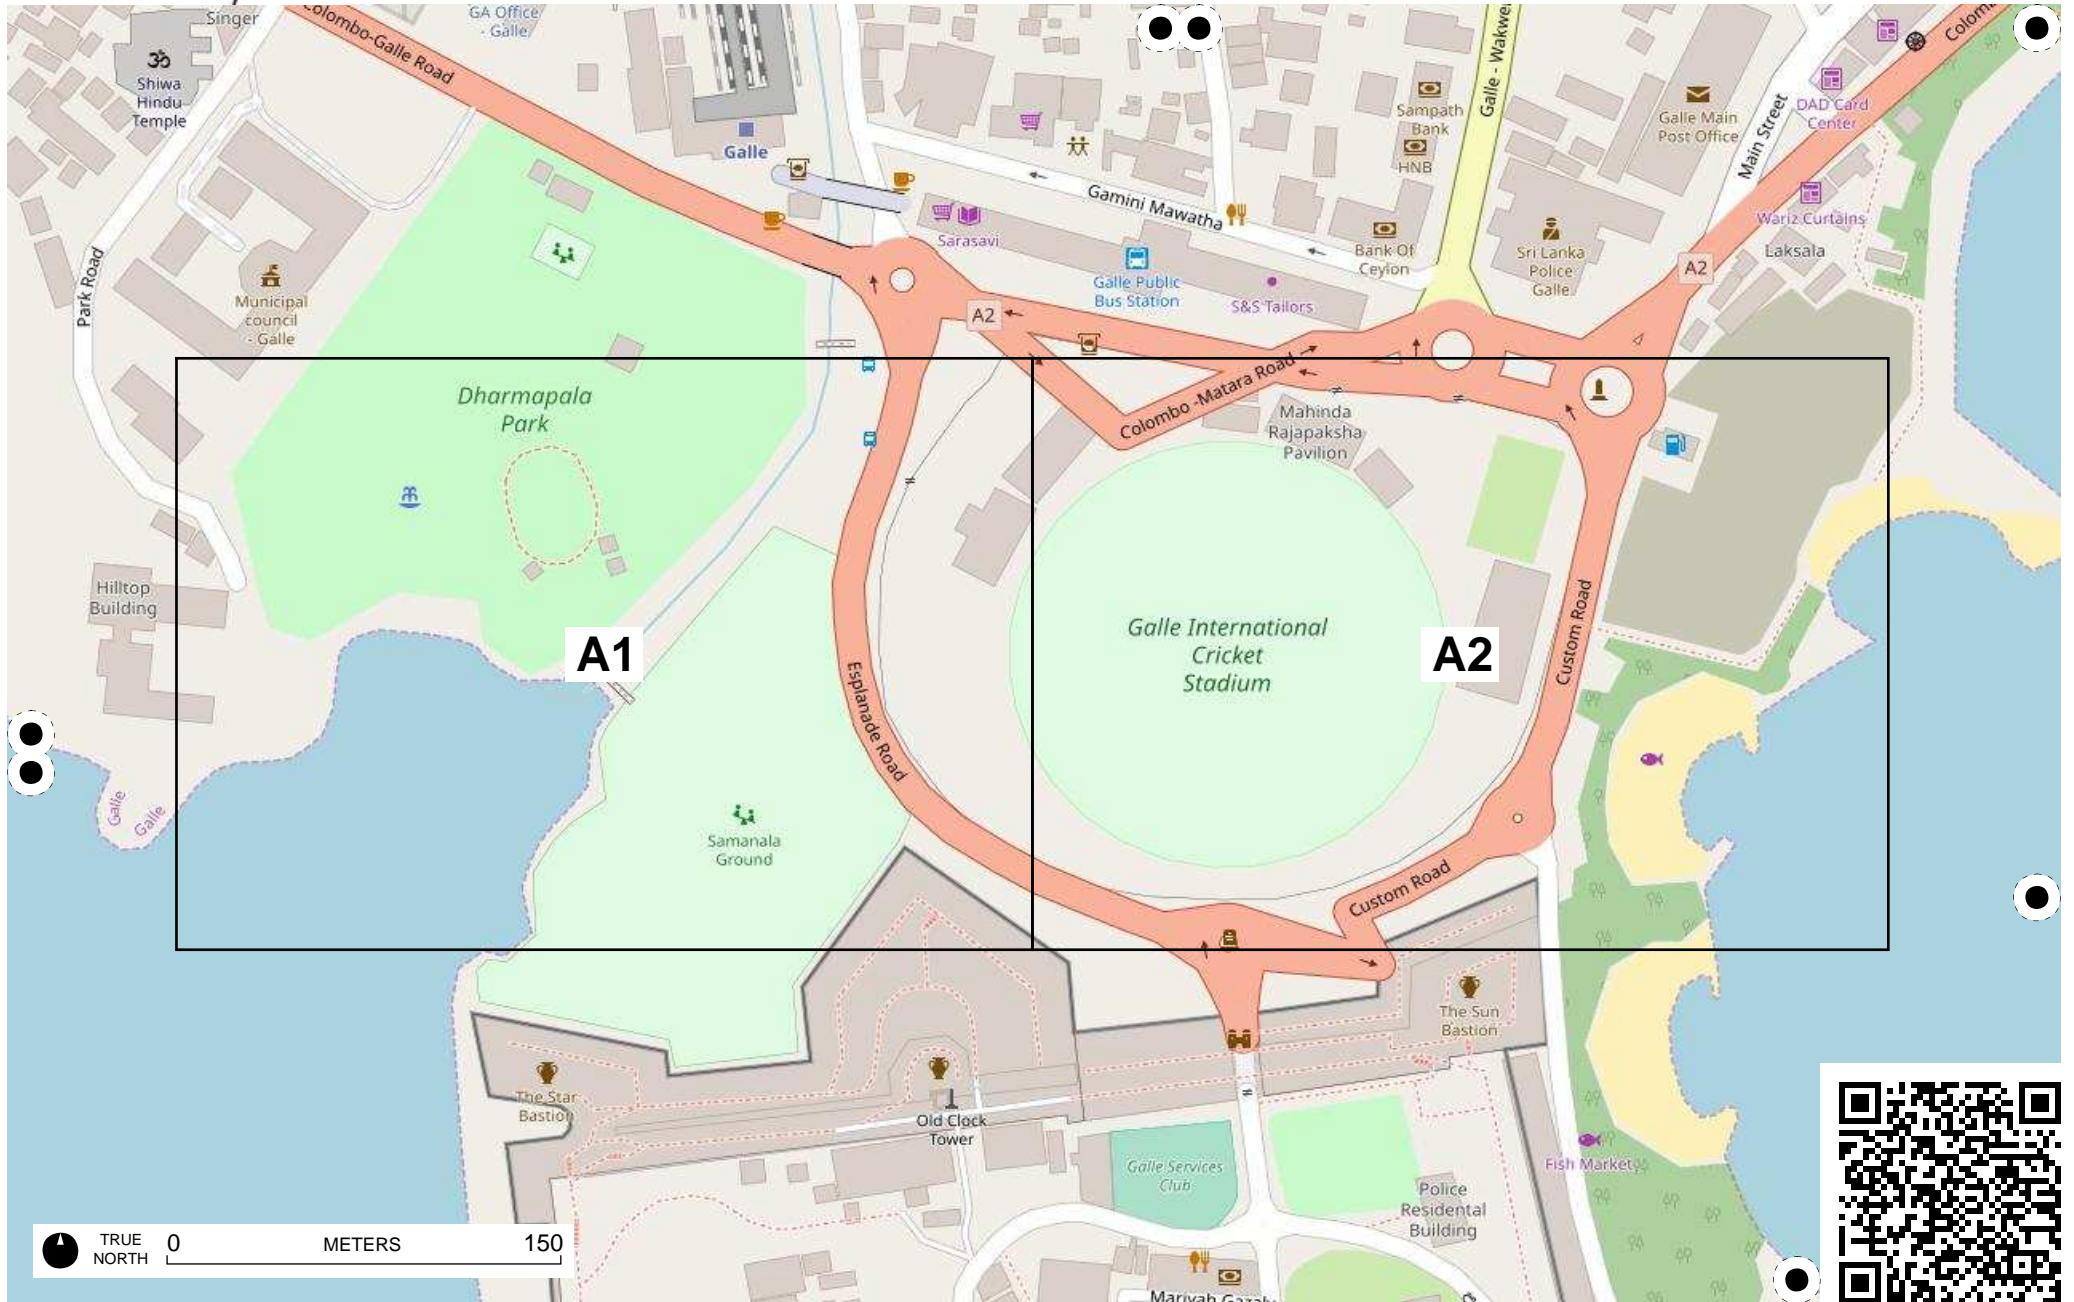 Singer
Colombo-Galle Road
GA Office
- Galle
Shiwa
Hindu
Temple
Galle
Sampath
Bank
HNB
Galle Main
Post Office
DAD Card
Center
Main Street
Gamini Mawatha
Wariz Curtains
Laksala
Sarasavi
Bank Of
Ceylon
Sri Lanka
Police
Galle
A2
Park Road
Municipal
council
- Galle
Galle Public
Bus Station
S&S Tailors
A2
Dharmapala
Park
Colombo -Matara Road
Mahinda
Rajapaksha
Pavilion
Hilltop
Building
A1
Galle International
Cricket
Stadium
A2
Custom Road
Esplanade Road
Galle
Galle
Samanala
Ground
Custom Road
The Sun
Bastion
The Star
Bastion
Old Clock
Tower
Galle Services
Club
Fish Market
Police
Residental
Building
TRUE
NORTH
0 METERS 150